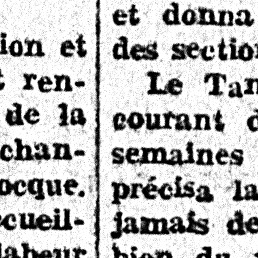 ion et
ren-
de la
chan-
ocque.
cueil-
labeur
et donna
des section
Le Tan
courant d
semaines
précisa la
jamais de
bien du